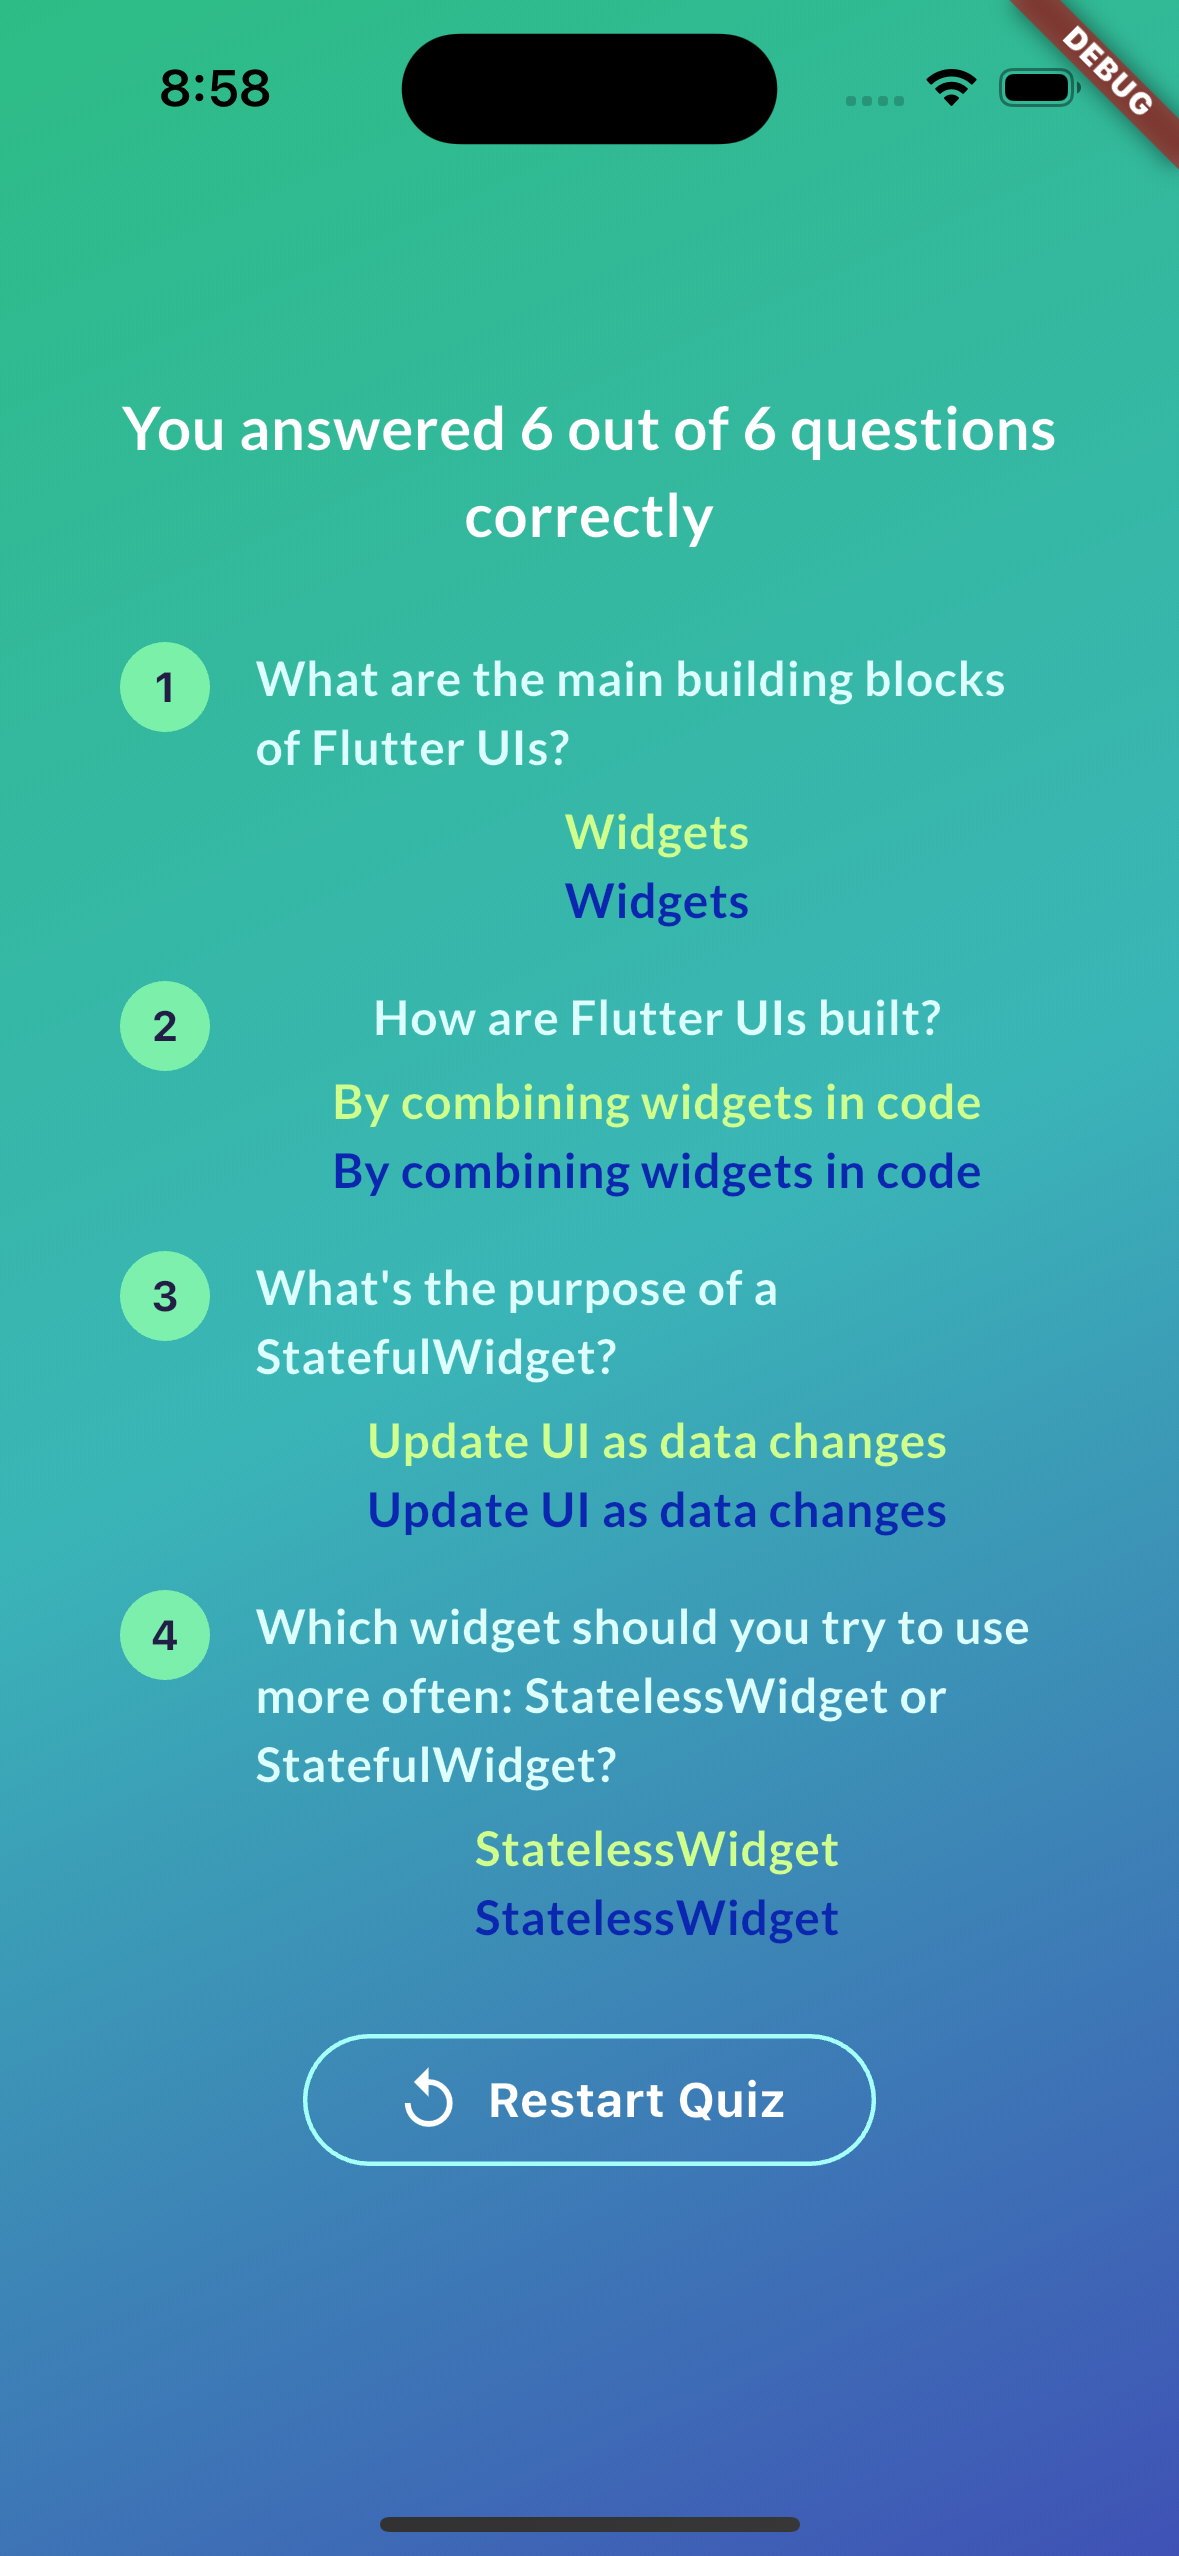 8:58
DEBUG
You answered 6 out of 6 questions
correctly
1
What are the main building blocks
of Flutter UIs?
Widgets
Widgets
2
How are Flutter UIs built?
By combining widgets in code
By combining widgets in code
3
What's the purpose of a
StatefulWidget?
Update UI as data changes
Update UI as data changes
4
Which widget should you try to use
more often: StatelessWidget or
StatefulWidget?
StatelessWidget
StatelessWidget
Restart Quiz